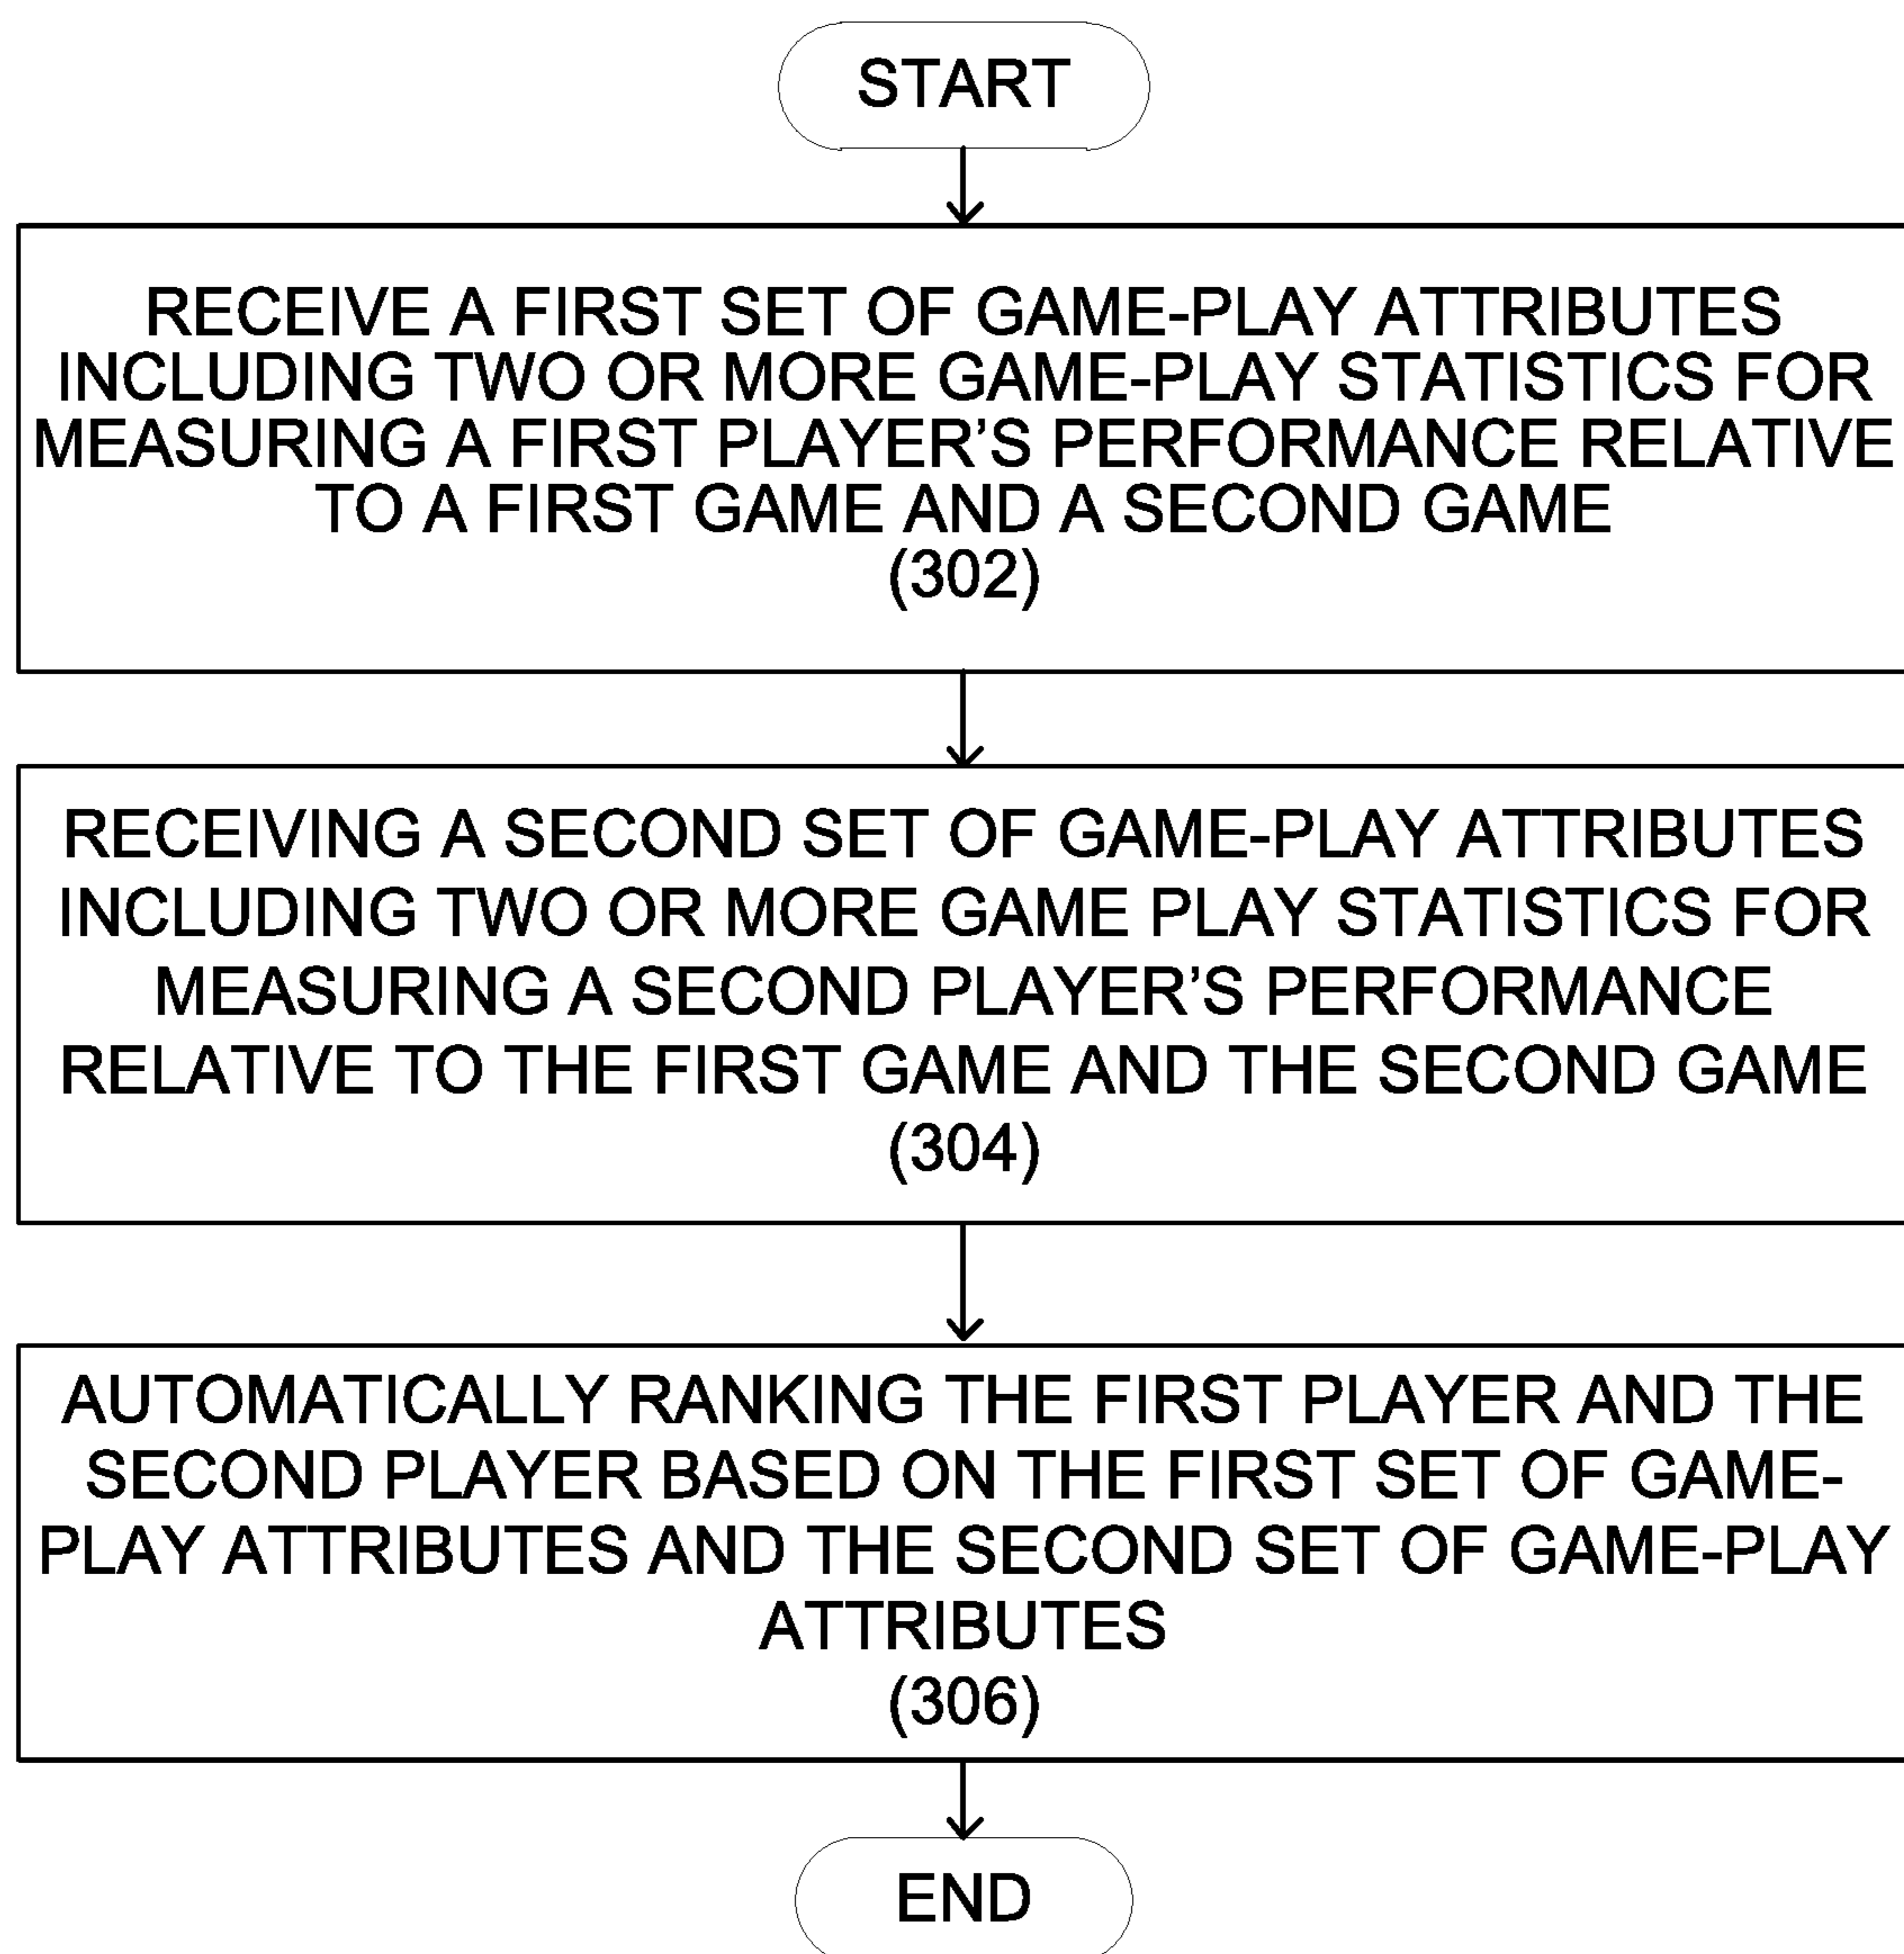 START
RECEIVE A FIRST SET OF GAME-PLAY ATTRIBUTES
INCLUDING TWO OR MORE GAME-PLAY STATISTICS FOR
MEASURING A FIRST PLAYER’S PERFORMANCE RELATIVE
TO A FIRST GAME AND A SECOND GAME
(302)
RECEIVING A SECOND SET OF GAME-PLAY ATTRIBUTES
INCLUDING TWO OR MORE GAME PLAY STATISTICS FOR
MEASURING A SECOND PLAYER’S PERFORMANCE
RELATIVE TO THE FIRST GAME AND THE SECOND GAME
(304)
AUTOMATICALLY RANKING THE FIRST PLAYER AND THE
SECOND PLAYER BASED ON THE FIRST SET OF GAME-
PLAY ATTRIBUTES AND THE SECOND SET OF GAME-PLAY
ATTRIBUTES
(306)
END